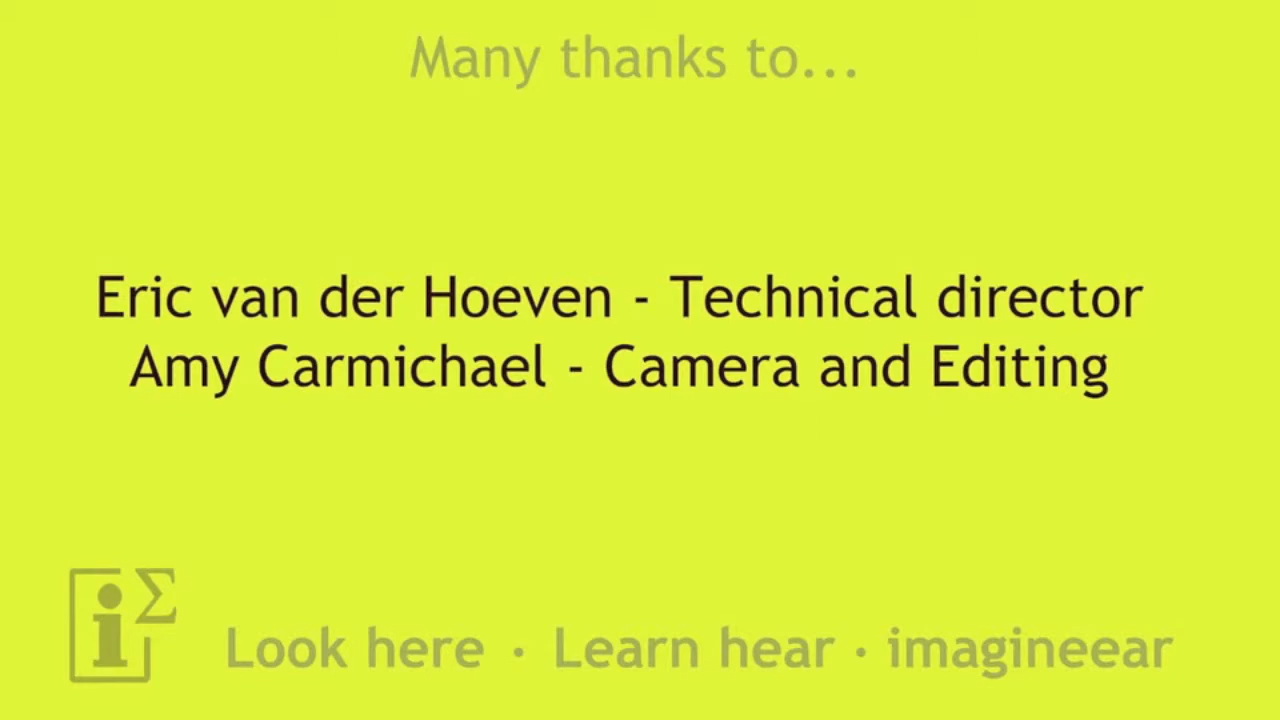 Many thanks to...
Eric van der Hoeven - Technical director
Amy Carmichael - Camera and Editing
i Σ
Look here · Learn hear · imagineear